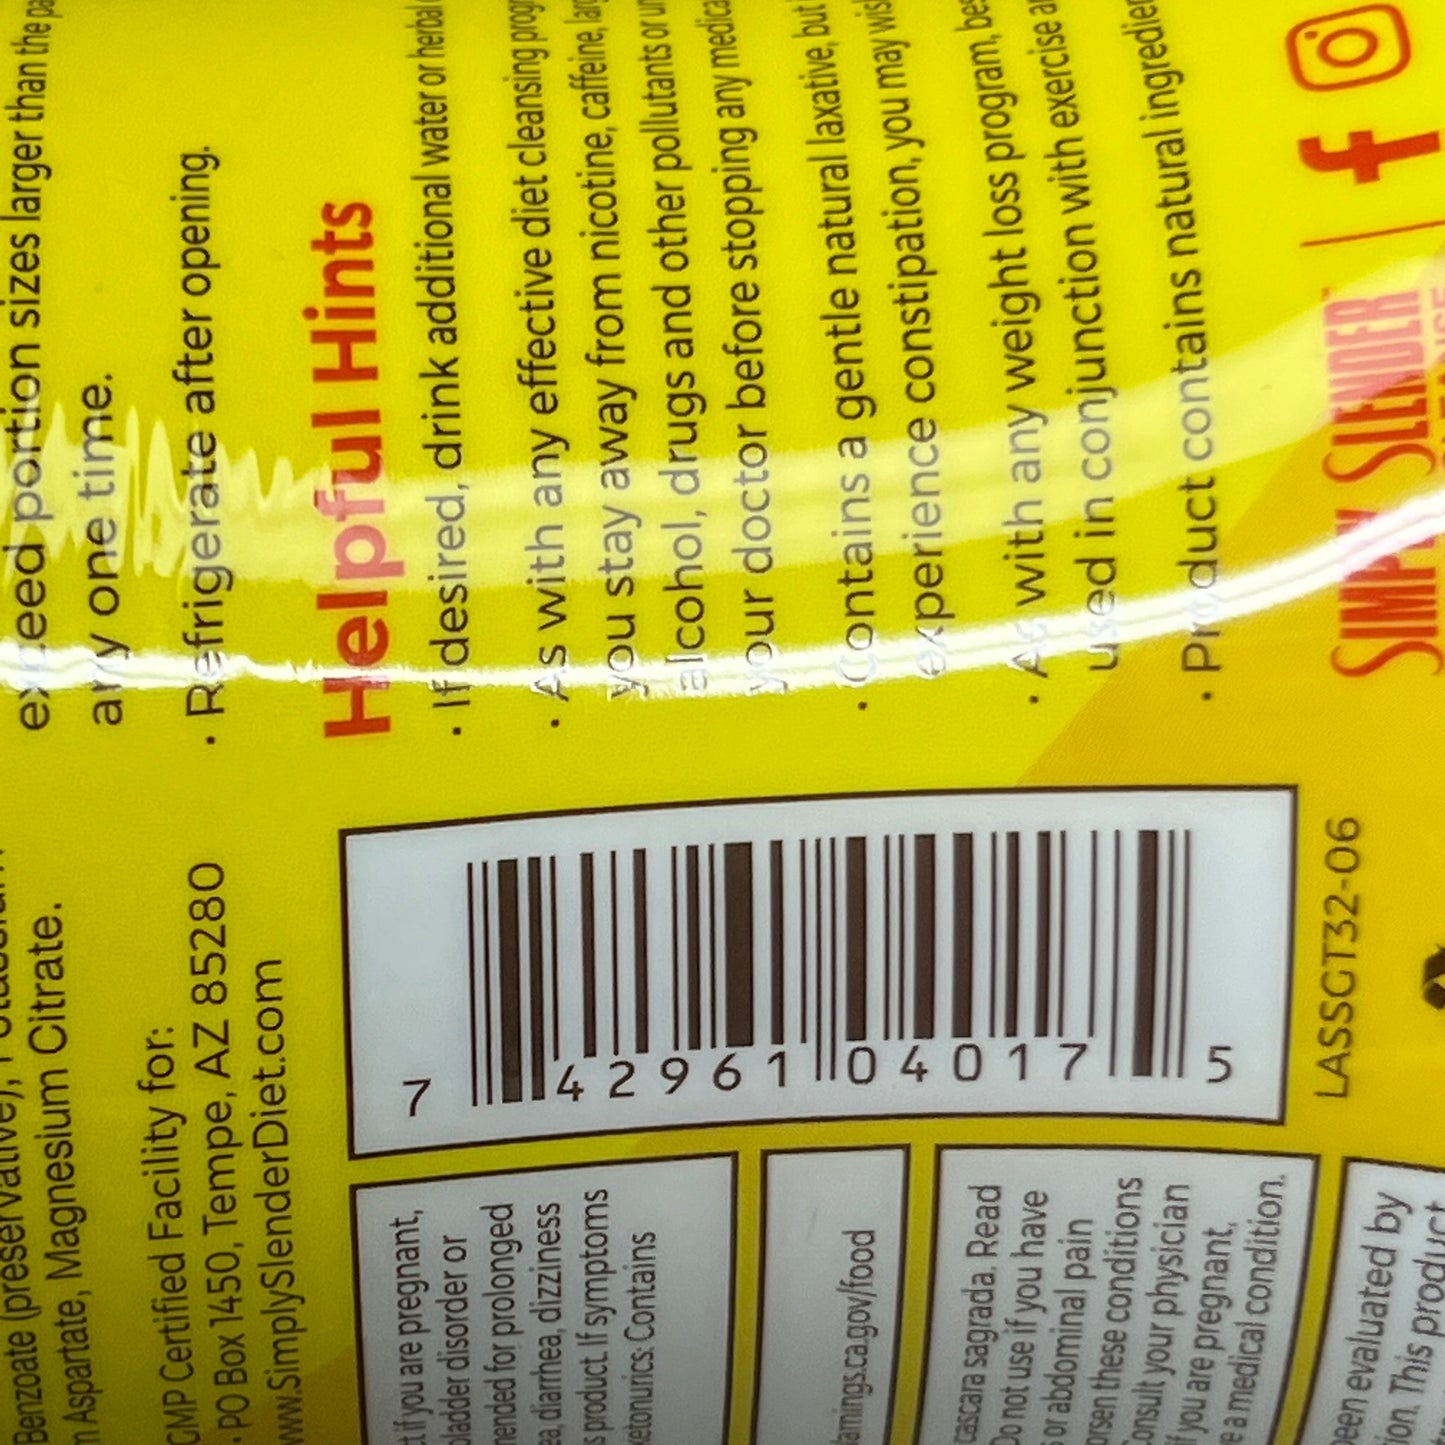 exceed portion sizes larger than the
any one time.
• Refrigerate after opening.
Helpful Hints
• If desired, drink additional water or herbal
• As with any effective diet cleansing
you stay away from nicotine, caffeine,
alcohol, drugs and other pollutants or
your doctor before stopping any
• Contains a gentle natural laxative, but
experience constipation, you may
• As with any weight loss program,
used in conjunction with exercise
• Product contains natural
SIMPLY SLENDER™ | f
Benzoate (preservative),
Aspartate, Magnesium Citrate.
GMP Certified Facility for:
• PO Box 1450, Tempe, AZ 85280
www.SimplySlenderDiet.com
7 42961 04017 5
LASSGT32-06
if you are pregnant,
disorder or
for prolonged
diarrhea, dizziness
product. If symptoms
Contains
.ca.gov/food
cascara sagrada. Read
Do not use if you have
or abdominal pain
these conditions
your physician
if you are pregnant,
a medical condition.
been evaluated by
This product